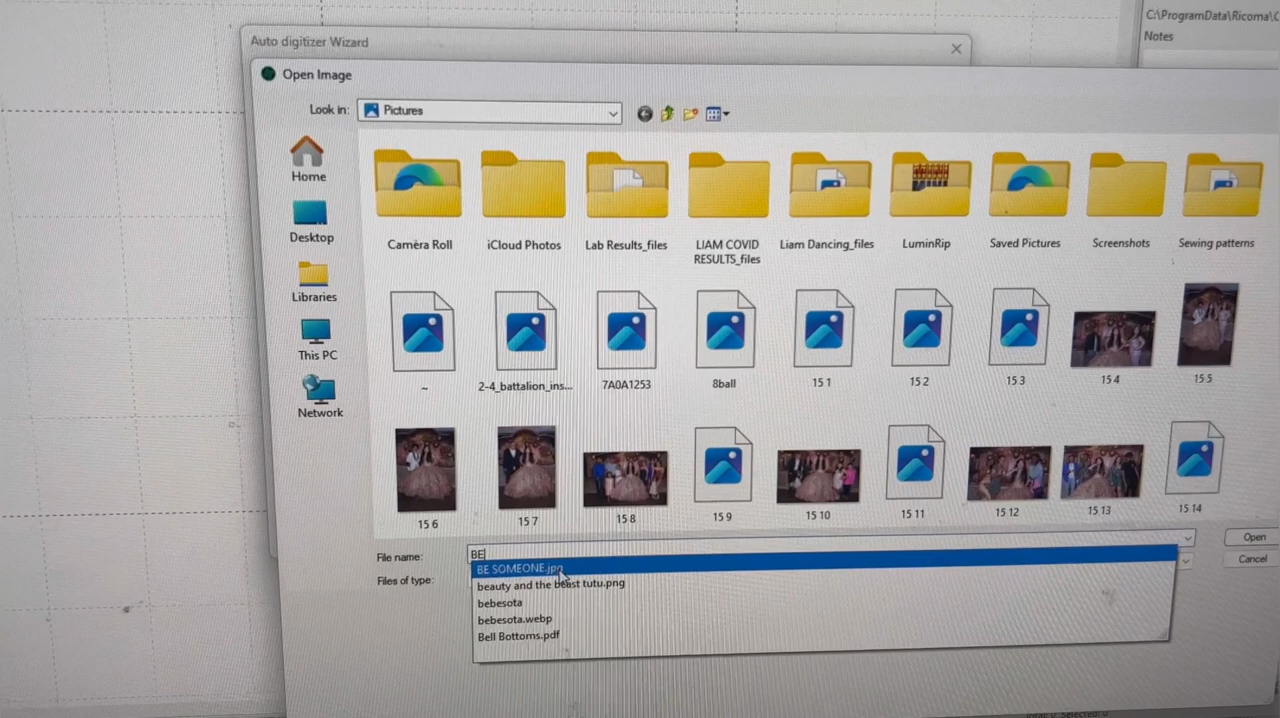 C:\ProgramData\Ricoma\C
Notes
Auto digitizer Wizard
Open Image
Look in:
Pictures
Home
Desktop
Libraries
This PC
Network
Camera Roll
iCloud Photos
Lab Results_files
LIAM COVID
RESULTS_files
Liam Dancing_files
LuminRip
Saved Pictures
Screenshots
Sewing patterns
~
2-4_battalion_ins...
7A0A1253
8ball
15 1
15 2
15 3
15 4
15 5
15 6
15 7
15 8
15 9
15 10
15 11
15 12
15 13
15 14
File name:
BE
Open
Files of type:
Cancel
BE SOMEONE.jpg
beauty and the beast tutu.png
bebesota
bebesota.webp
Bell Bottoms.pdf